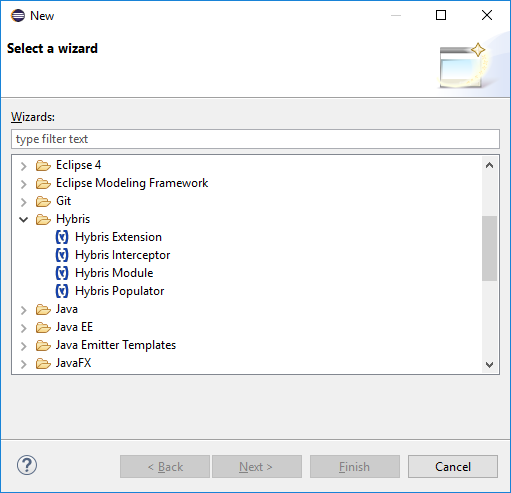 New
Select a wizard
Wizards:
type filter text
Eclipse 4
Eclipse Modeling Framework
Git
Hybris
Hybris Extension
Hybris Interceptor
Hybris Module
Hybris Populator
Java
Java EE
Java Emitter Templates
JavaFX
? < Back Next > Finish Cancel